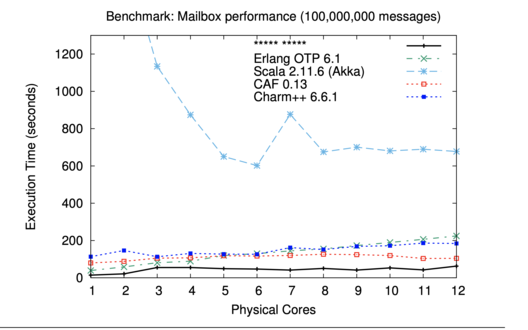 Benchmark: Mailbox performance (100,000,000 messages)
***** *****
Erlang OTP 6.1
Scala 2.11.6 (Akka)
CAF 0.13
Charm++ 6.6.1
Execution Time (seconds)
1200
1000
800
600
400
200
0
1 2 3 4 5 6 7 8 9 10 11 12
Physical Cores